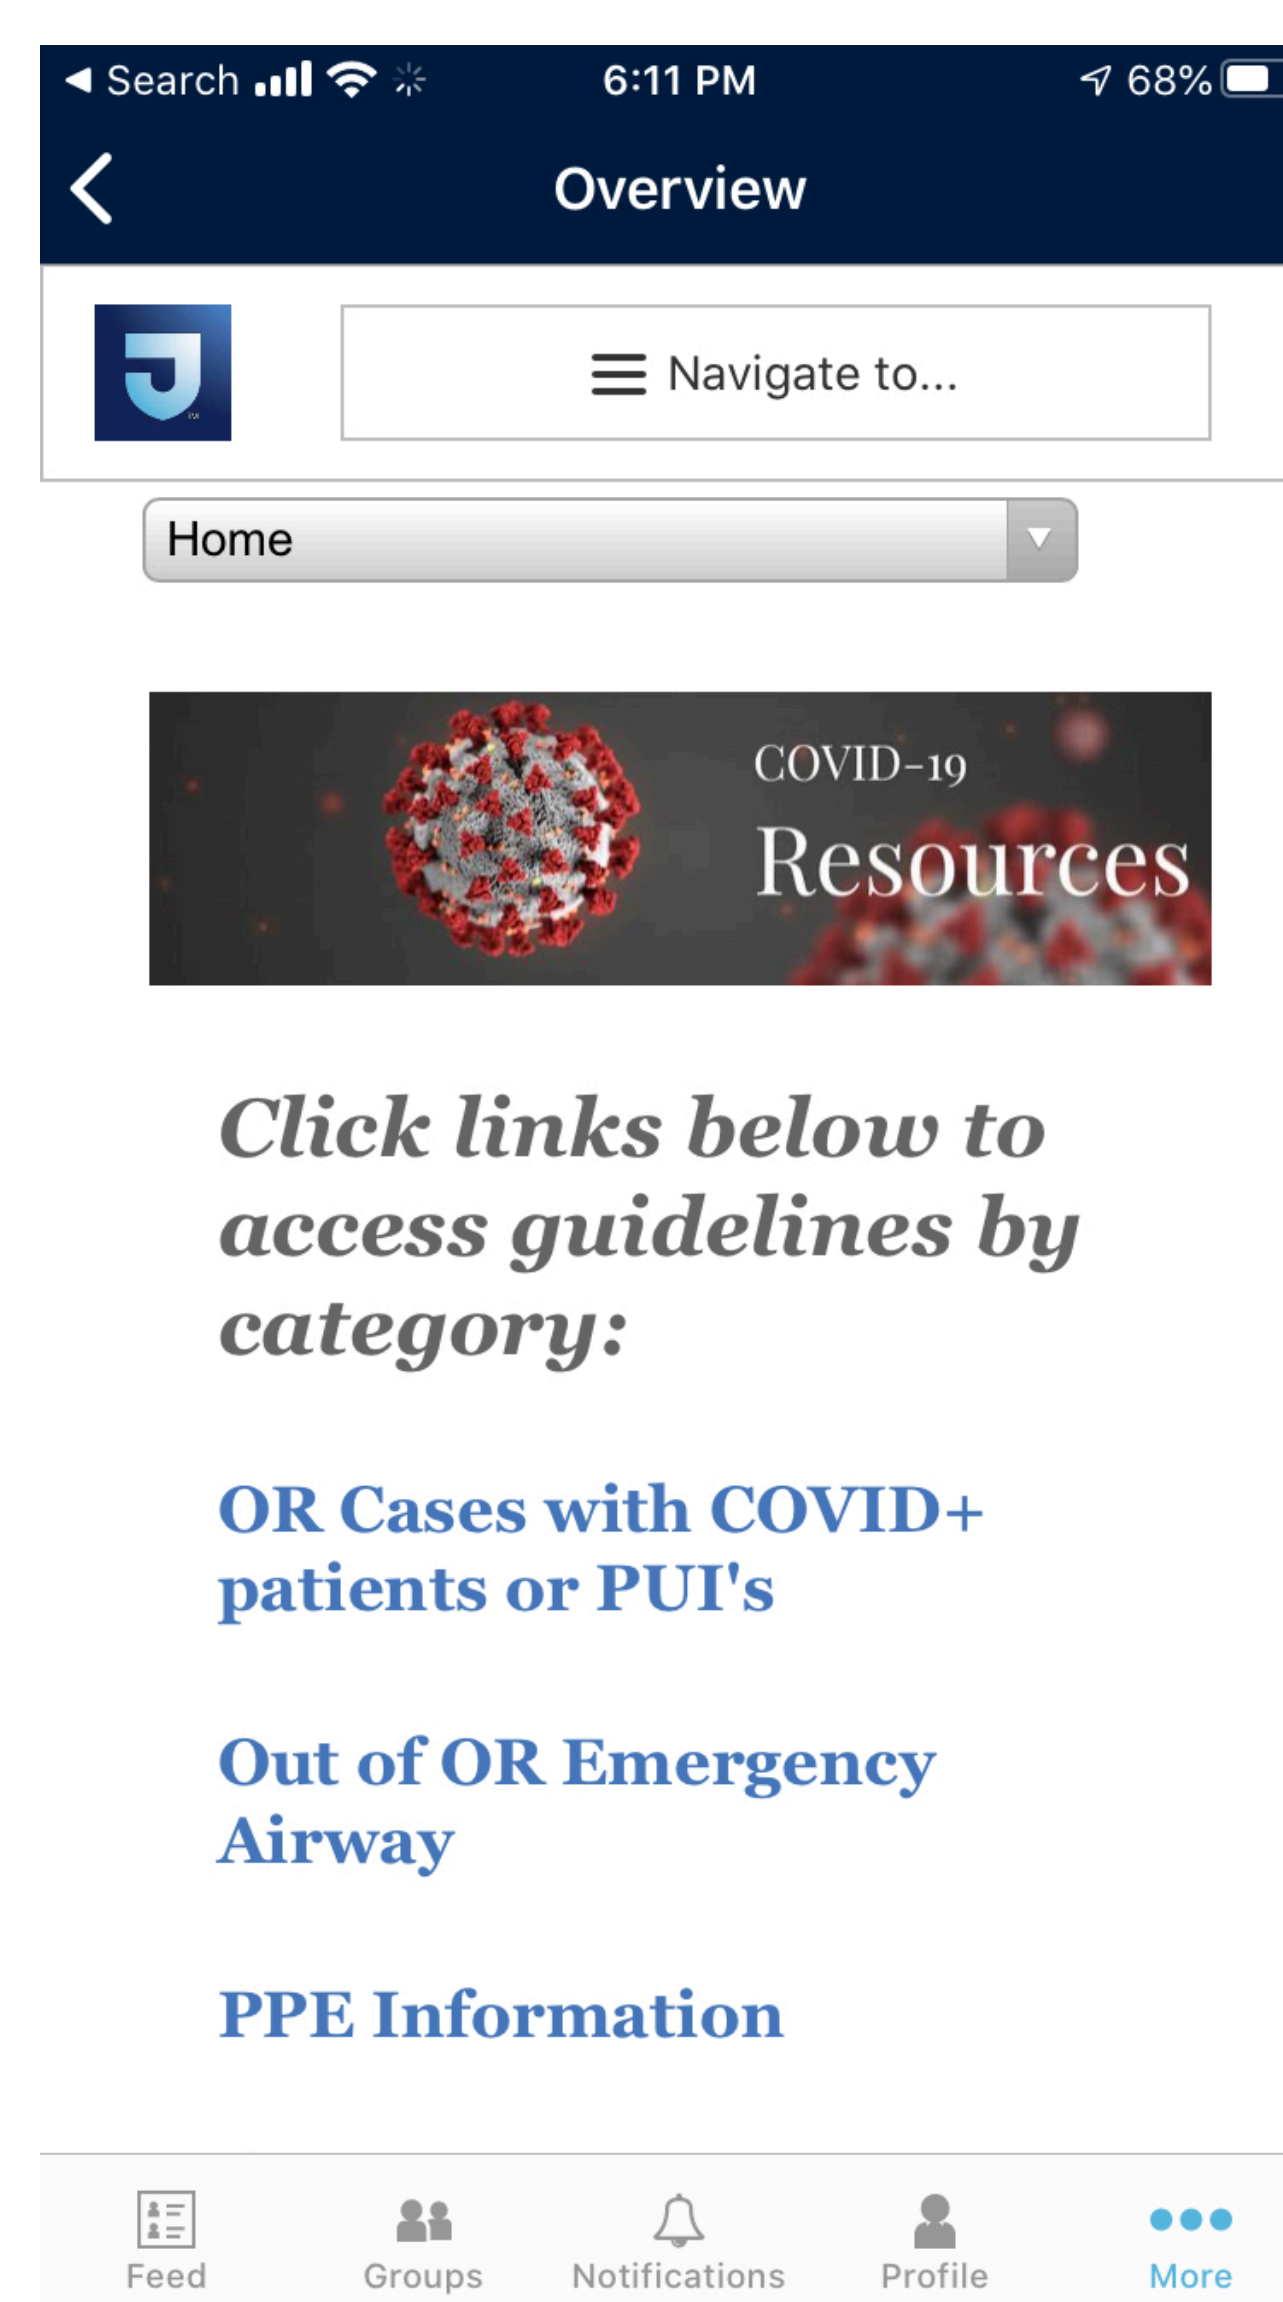 Search 6:11 PM 68%
Overview
J
TM
Navigate to...
Home
COVID-19
Resources
Click links below to
access guidelines by
category:
OR Cases with COVID+
patients or PUI's
Out of OR Emergency
Airway
PPE Information
Feed Groups Notifications Profile More